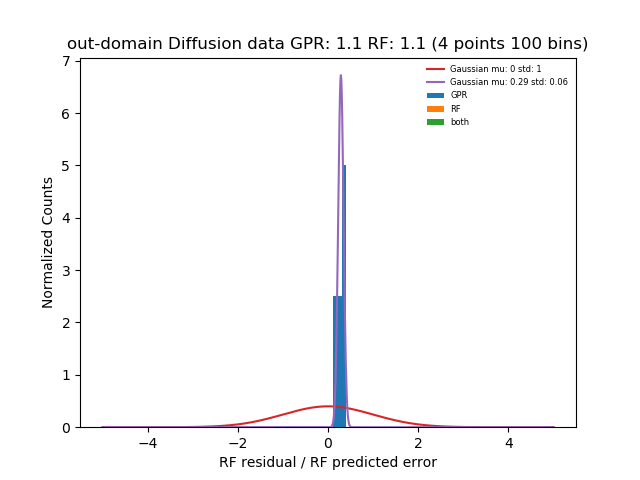 out-domain Diffusion data GPR: 1.1 RF: 1.1 (4 points 100 bins)
Gaussian mu: 0 std: 1
Gaussian mu: 0.29 std: 0.06
GPR
RF
both
Normalized Counts
7
6
5
4
3
2
1
0
−4
−2
0
2
4
RF residual / RF predicted error